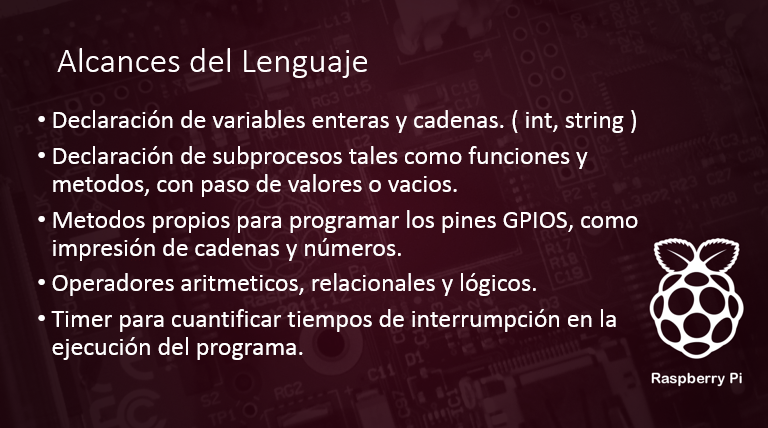 Alcances del Lenguaje
• Declaración de variables enteras y cadenas. ( int, string )
• Declaración de subprocesos tales como funciones y
metodos, con paso de valores o vacios.
• Metodos propios para programar los pines GPIOS, como
impresión de cadenas y números.
• Operadores aritmeticos, relacionales y lógicos.
• Timer para cuantificar tiempos de interrumpción en la
ejecución del programa.
Raspberry Pi